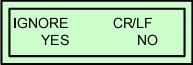 IGNORE CR/LF
YES NO